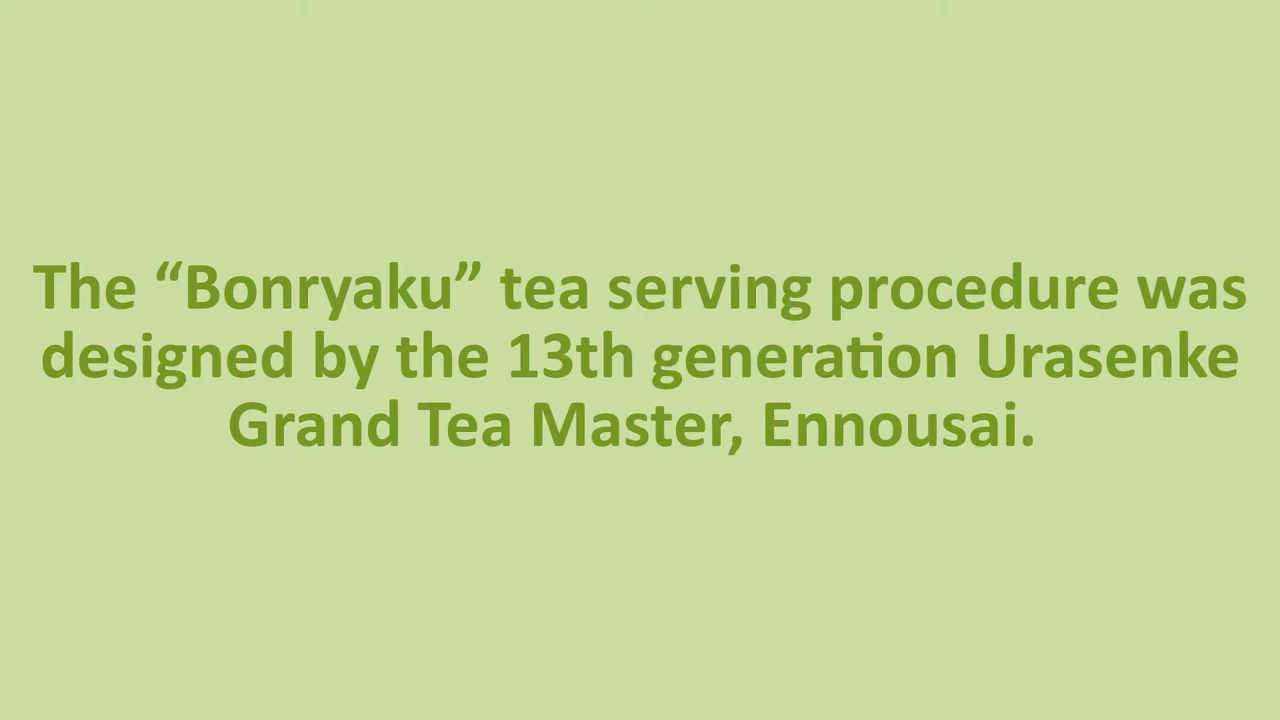 The “Bonryaku” tea serving procedure was
designed by the 13th generation Urasenke
Grand Tea Master, Ennousai.